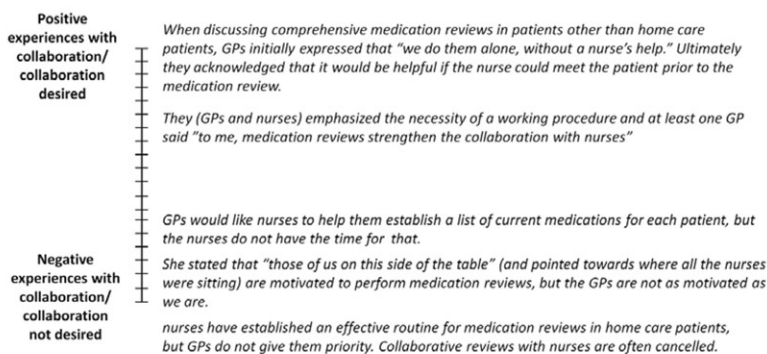 Positive
experiences with
collaboration/
collaboration
desired
When discussing comprehensive medication reviews in patients other than home care
patients, GPs initially expressed that “we do them alone, without a nurse’s help.” Ultimately
they acknowledged that it would be helpful if the nurse could meet the patient prior to the
medication review.
They (GPs and nurses) emphasized the necessity of a working procedure and at least one GP
said ”to me, medication reviews strengthen the collaboration with nurses”
GPs would like nurses to help them establish a list of current medications for each patient, but
the nurses do not have the time for that.
Negative
experiences with
collaboration/
collaboration
not desired
She stated that “those of us on this side of the table” (and pointed towards where all the nurses
were sitting) are motivated to perform medication reviews, but the GPs are not as motivated as
we are.
nurses have established an effective routine for medication reviews in home care patients,
but GPs do not give them priority. Collaborative reviews with nurses are often cancelled.